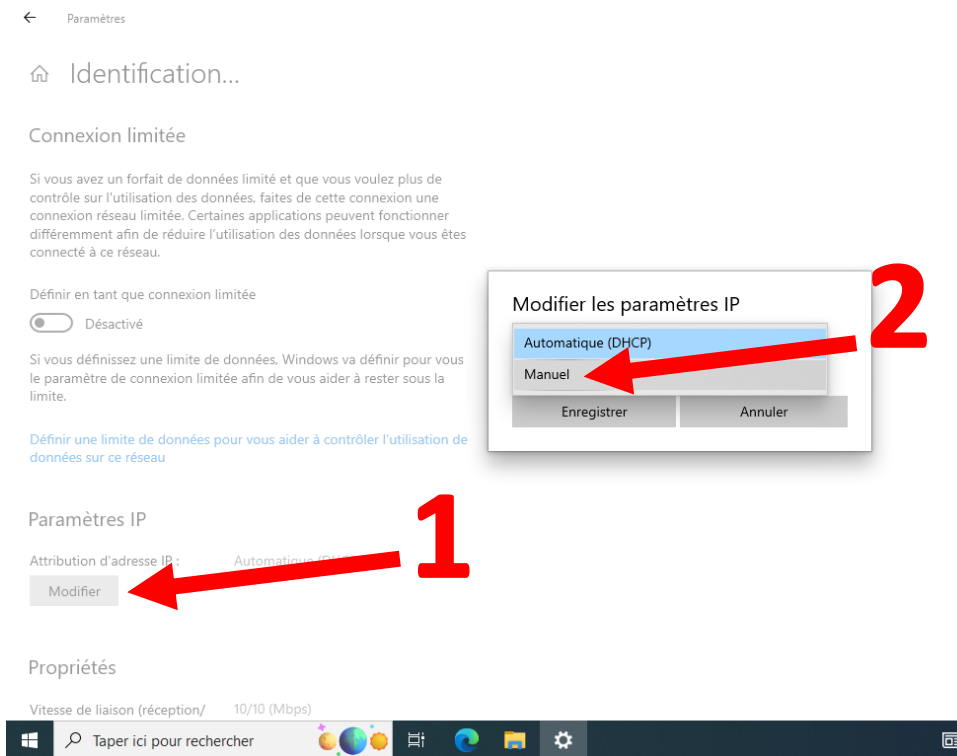 Paramètres
Identification...
Connexion limitée
Si vous avez un forfait de données limité et que vous voulez plus de
contrôle sur l'utilisation des données, faites de cette connexion une
connexion réseau limitée. Certaines applications peuvent fonctionner
différemment afin de réduire l'utilisation des données lorsque vous êtes
connecté à ce réseau.
Définir en tant que connexion limitée
Désactivé
Si vous définissez une limite de données, Windows va définir pour vous
le paramètre de connexion limitée afin de vous aider à rester sous la
limite.
Définir une limite de données pour vous aider à contrôler l'utilisation de
données sur ce réseau
Paramètres IP
Attribution d'adresse IP : Automatique
Modifier
1
Propriétés
Vitesse de liaison (réception/ 10/10 (Mbps)
Modifier les paramètres IP
2
Automatique (DHCP)
Manuel
Enregistrer Annuler
Taper ici pour rechercher